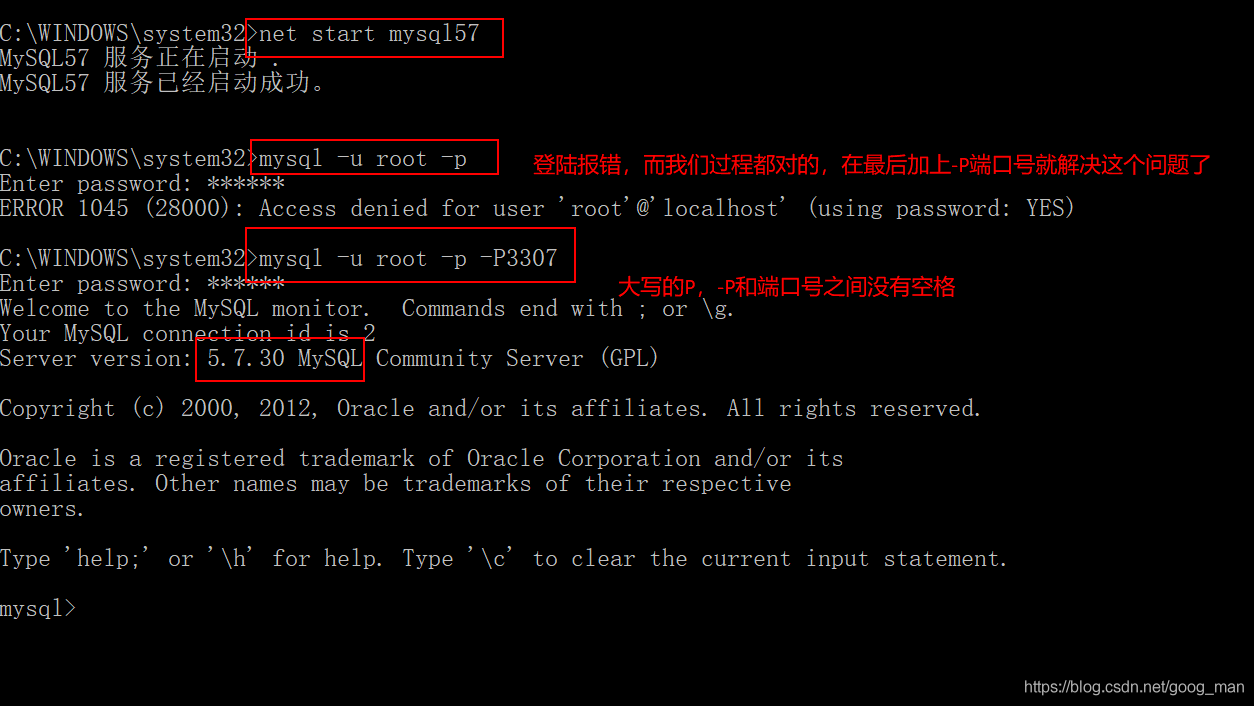 C:\WINDOWS\system32>net start mysql57
MySQL57 服务正在启动 .
MySQL57 服务已经启动成功。
C:\WINDOWS\system32>mysql -u root -p
登陆报错，而我们过程都对的，在最后加上-P端口号就解决这个问题了
Enter password: ******
ERROR 1045 (28000): Access denied for user 'root'@'localhost' (using password: YES)
C:\WINDOWS\system32>mysql -u root -p -P3307
Enter password: ******
大写的P，-P和端口号之间没有空格
Welcome to the MySQL monitor.  Commands end with ; or \g.
Your MySQL connection id is 2
Server version: 5.7.30 MySQL Community Server (GPL)
Copyright (c) 2000, 2012, Oracle and/or its affiliates. All rights reserved.
Oracle is a registered trademark of Oracle Corporation and/or its
affiliates. Other names may be trademarks of their respective
owners.
Type 'help;' or '\h' for help. Type '\c' to clear the current input statement.
mysql>
https://blog.csdn.net/goog_man